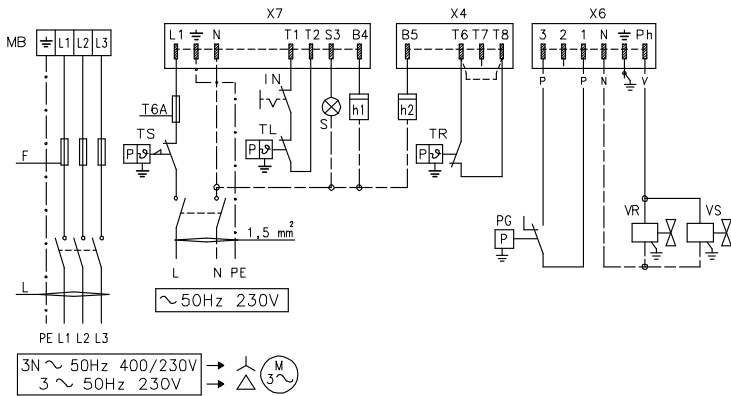 X7 X4 X6
MB L1 L2 L3
L1 N T1 T2 S3 B4
B5 T6 T7 T8
3 2 1 N Ph
P P N V
T6A
IN
S
h1
h2
TS
P ϑ
TL
P ϑ
TR
P ϑ
F
PG
P
VR VS
1,5 mm²
L N PE
~ 50Hz 230V
L
PE L1 L2 L3
3N ~ 50Hz 400/230V
3 ~ 50Hz 230V
M
3~